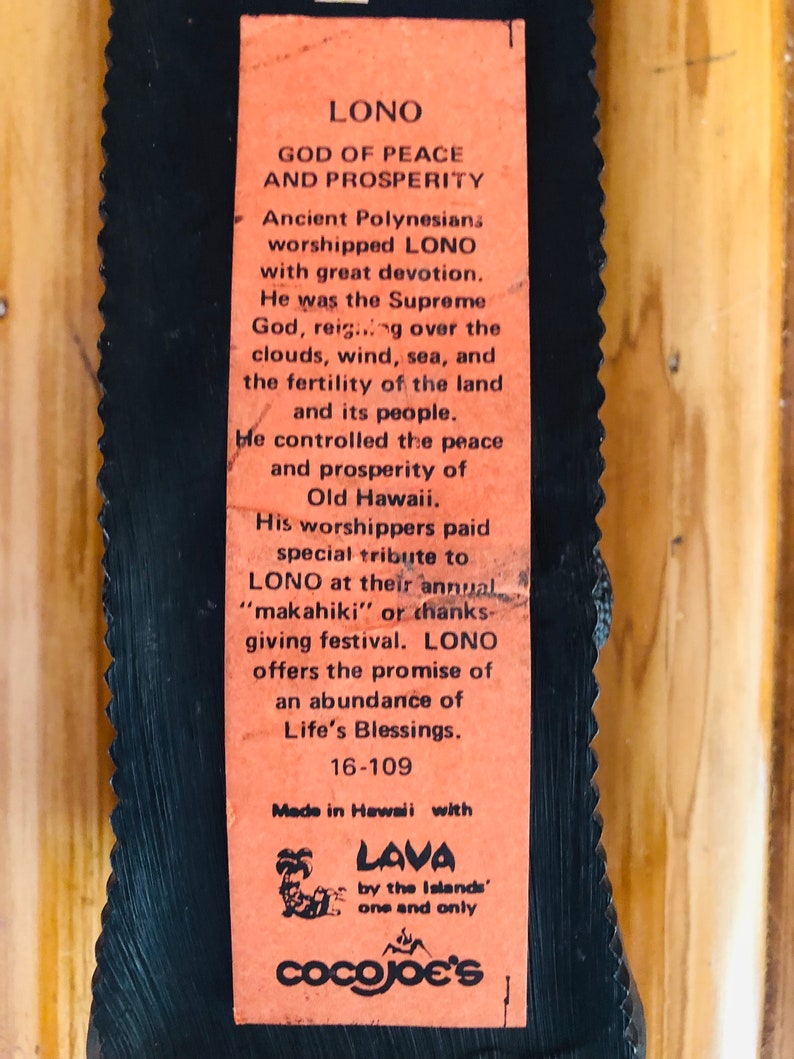 LONO
GOD OF PEACE
AND PROSPERITY
Ancient Polynesians
worshipped LONO
with great devotion.
He was the Supreme
God, reigning over the
clouds, wind, sea, and
the fertility of the land
and its people.
He controlled the peace
and prosperity of
Old Hawaii.
His worshippers paid
special tribute to
LONO at their annual
"makahiki" or thanks-
giving festival. LONO
offers the promise of
an abundance of
Life's Blessings.
16-109
Made in Hawaii with
LAVA
by the Islands'
one and only
COCOJOE'S